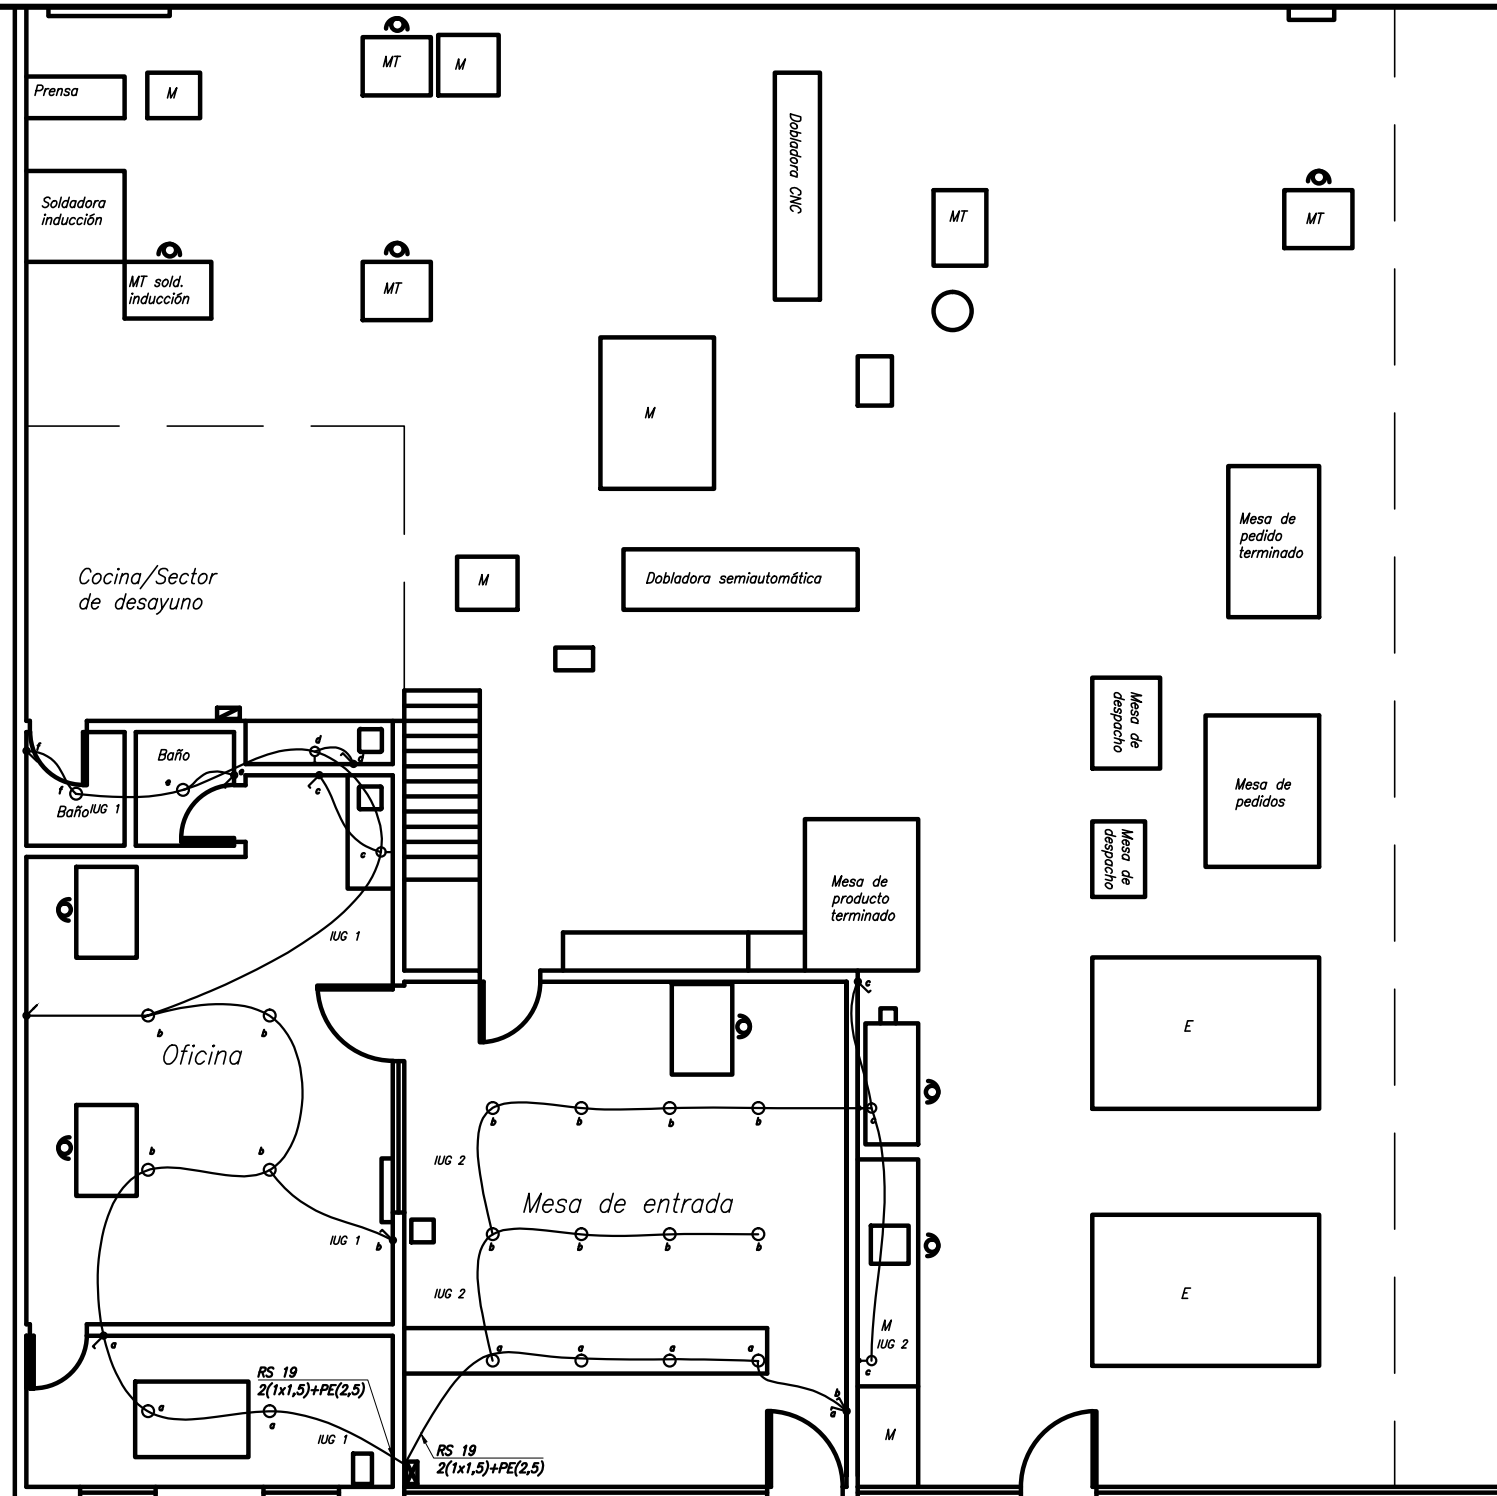 MT
M
Prensa
M
Dobladora CNC
Soldadora
inducción
MT
MT
MT sold.
inducción
MT
M
Mesa de
pedido
terminado
Cocina/Sector
de desayuno
M
Dobladora semiautomática
Mesa de
despacho
f
Baño
e
e
d
d
c
f
Baño
IUG 1
Mesa de
pedidos
Mesa de
despacho
c
Mesa de
producto
terminado
IUG 1
c
b
b
Oficina
E
b
b
b
b
c
b
b
IUG 2
Mesa de entrada
IUG 1
b
b
b
b
b
IUG 2
E
M
IUG 2
a
a
a
a
a
c
RS 19
2(1x1,5)+PE(2,5)
b
a
a
a
IUG 1
M
RS 19
2(1x1,5)+PE(2,5)